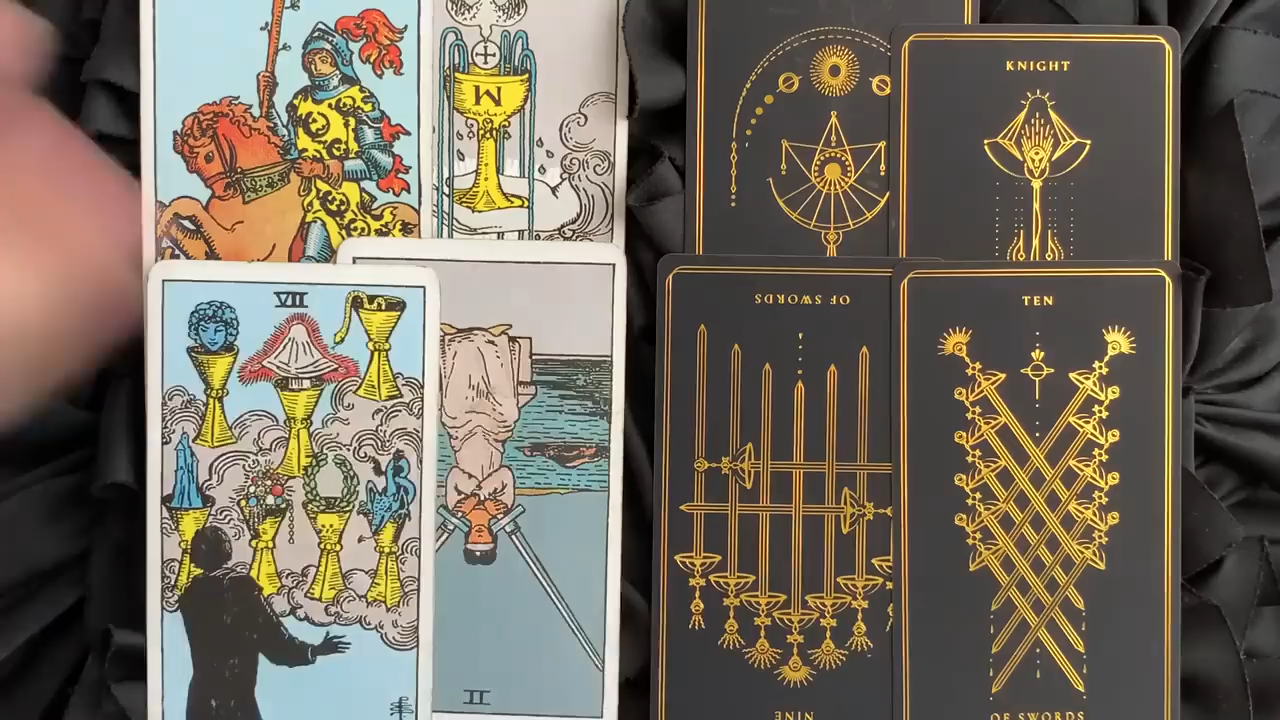 KNIGHT
VII
OF SWORDS
TEN
II
NINE
OF SWORDS